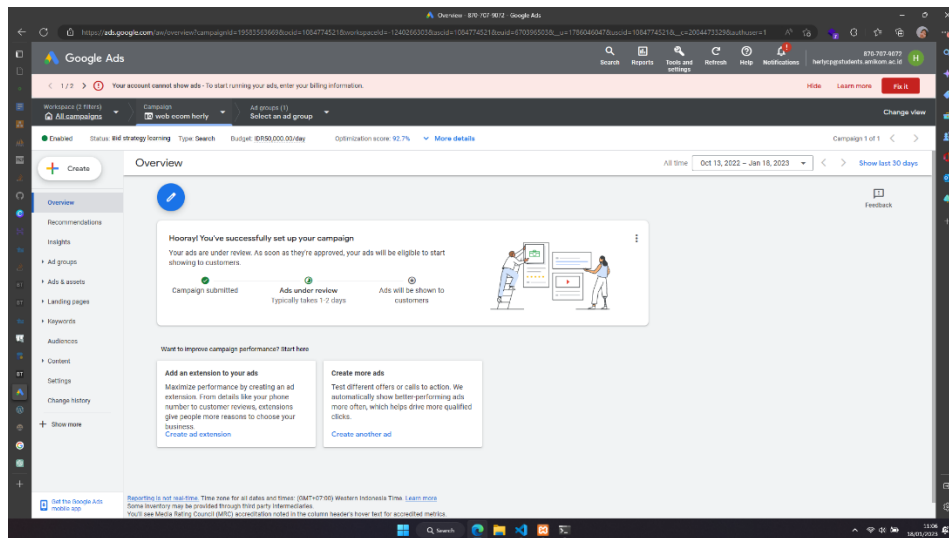 Overview - 870-707-9072 - Google Ads
Google Ads
Search
Reports
Tools and settings
Refresh
Help
Notifications
870-707-9072
1 / 2
Your account cannot show ads - To start running your ads, enter your billing information.
Hide
Learn more
Fix it
Workspace (2 filters)
All campaigns
Campaign
web ecom herly
Ad groups (1)
Select an ad group
Change view
Enabled
Status: Bid strategy learning
Type: Search
Budget: IDR50,000.00/day
Optimization score: 92.7%
More details
Campaign 1 of 1
Create
Overview
All time
Oct 13, 2022 – Jan 18, 2023
Show last 30 days
Feedback
Overview
Recommendations
Insights
Ad groups
Ads & assets
Landing pages
Keywords
Audiences
Content
Settings
Change history
Show more
Get the Google Ads
mobile app
Hooray! You've successfully set up your campaign
Your ads are under review. As soon as they're approved, your ads will be eligible to start
showing to customers.
Campaign submitted
Ads under review
Typically takes 1-2 days
Ads will be shown to
customers
Want to improve campaign performance? Start here
Add an extension to your ads
Maximize performance by creating an ad
extension. From details like your phone
number to customer reviews, extensions
give people more reasons to choose your
business.
Create ad extension
Create more ads
Test different offers or calls to action. We
automatically show better-performing ads
more often, which helps drive more qualified
clicks.
Create another ad
Reporting is not real-time. Time zone for all dates and times: (GMT+07:00) Western Indonesia Time. Learn more
Some inventory may be provided through third party intermediaries.
You'll see Media Rating Council (MRC) accreditation noted in the column header's hover text for accredited metrics.
Search
11:06
18/01/2023